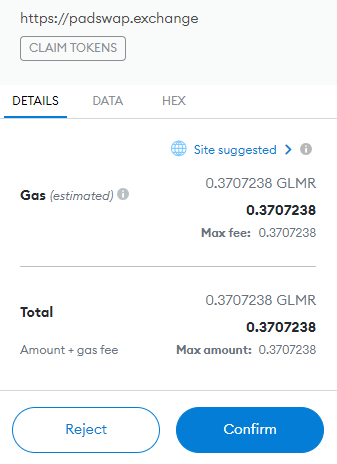 https://padswap.exchange
CLAIM TOKENS
DETAILS DATA HEX
Site suggested
Gas (estimated) 0.3707238 GLMR
0.3707238
Max fee: 0.3707238
Total 0.3707238 GLMR
0.3707238
Amount + gas fee Max amount: 0.3707238
Reject Confirm